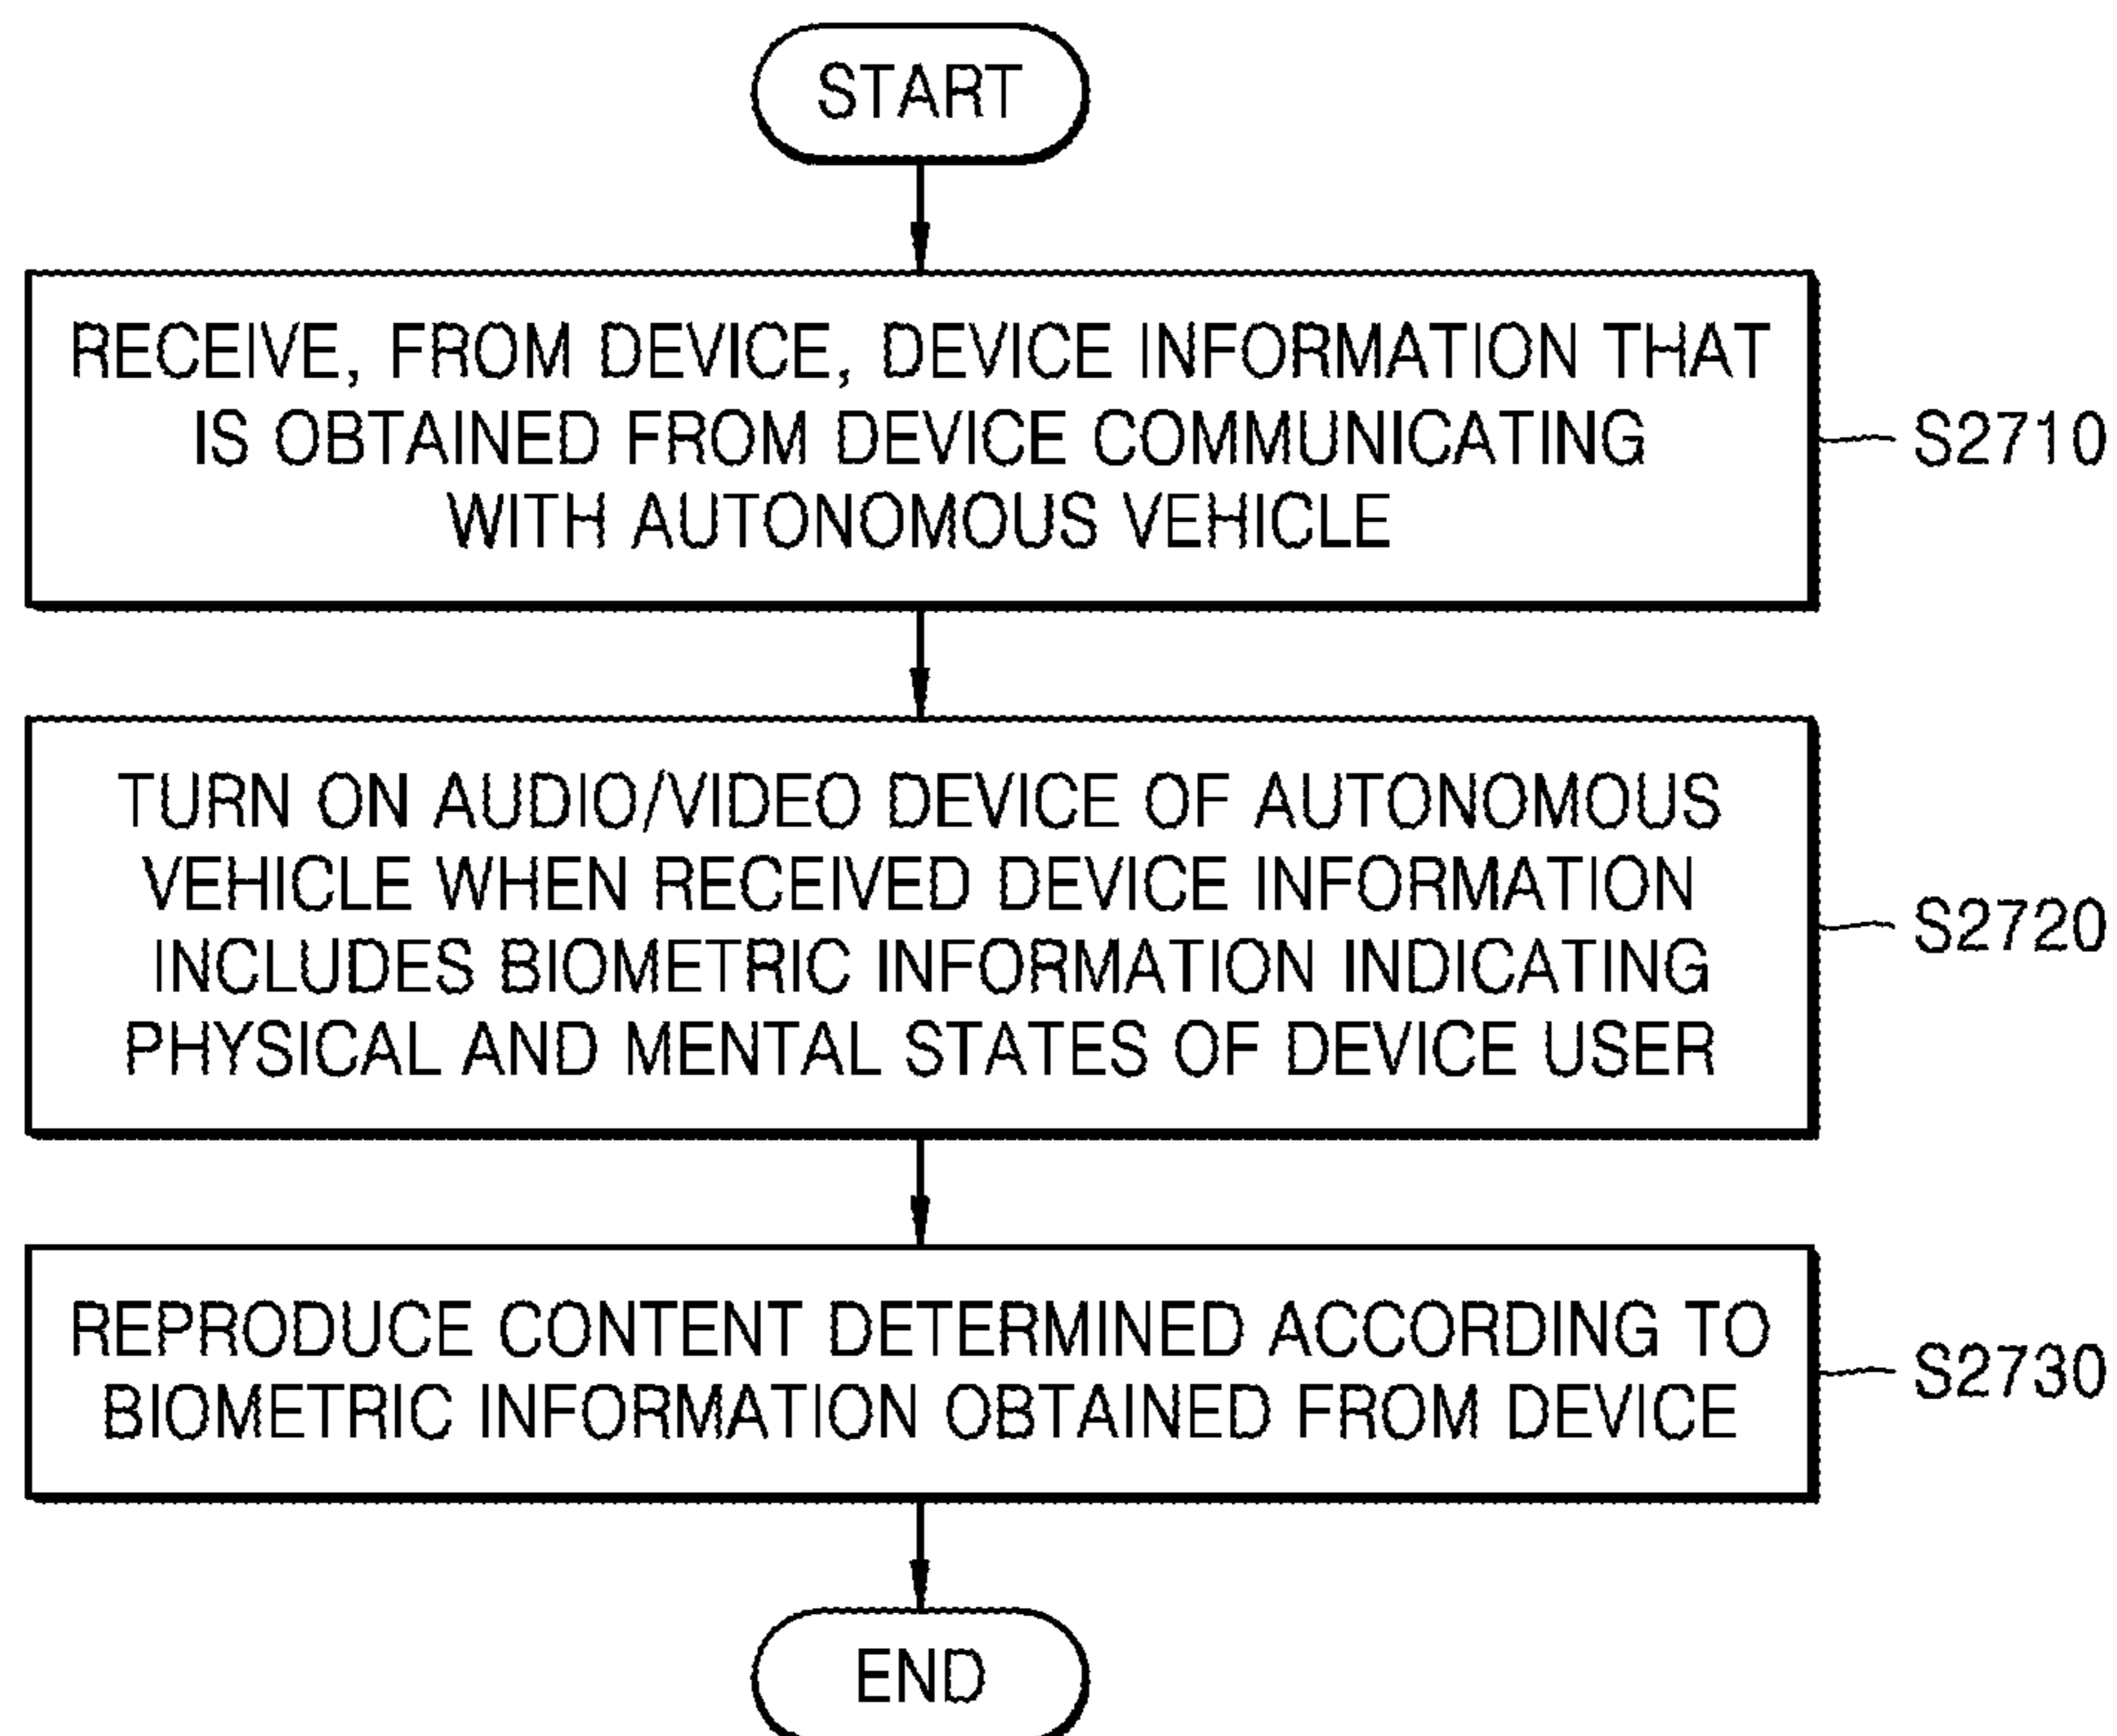 START
RECEIVE, FROM DEVICE, DEVICE INFORMATION THAT
IS OBTAINED FROM DEVICE COMMUNICATING
WITH AUTONOMOUS VEHICLE
S2710
TURN ON AUDIO/VIDEO DEVICE OF AUTONOMOUS
VEHICLE WHEN RECEIVED DEVICE INFORMATION
INCLUDES BIOMETRIC INFORMATION INDICATING
PHYSICAL AND MENTAL STATES OF DEVICE USER
S2720
REPRODUCE CONTENT DETERMINED ACCORDING TO
BIOMETRIC INFORMATION OBTAINED FROM DEVICE
S2730
END